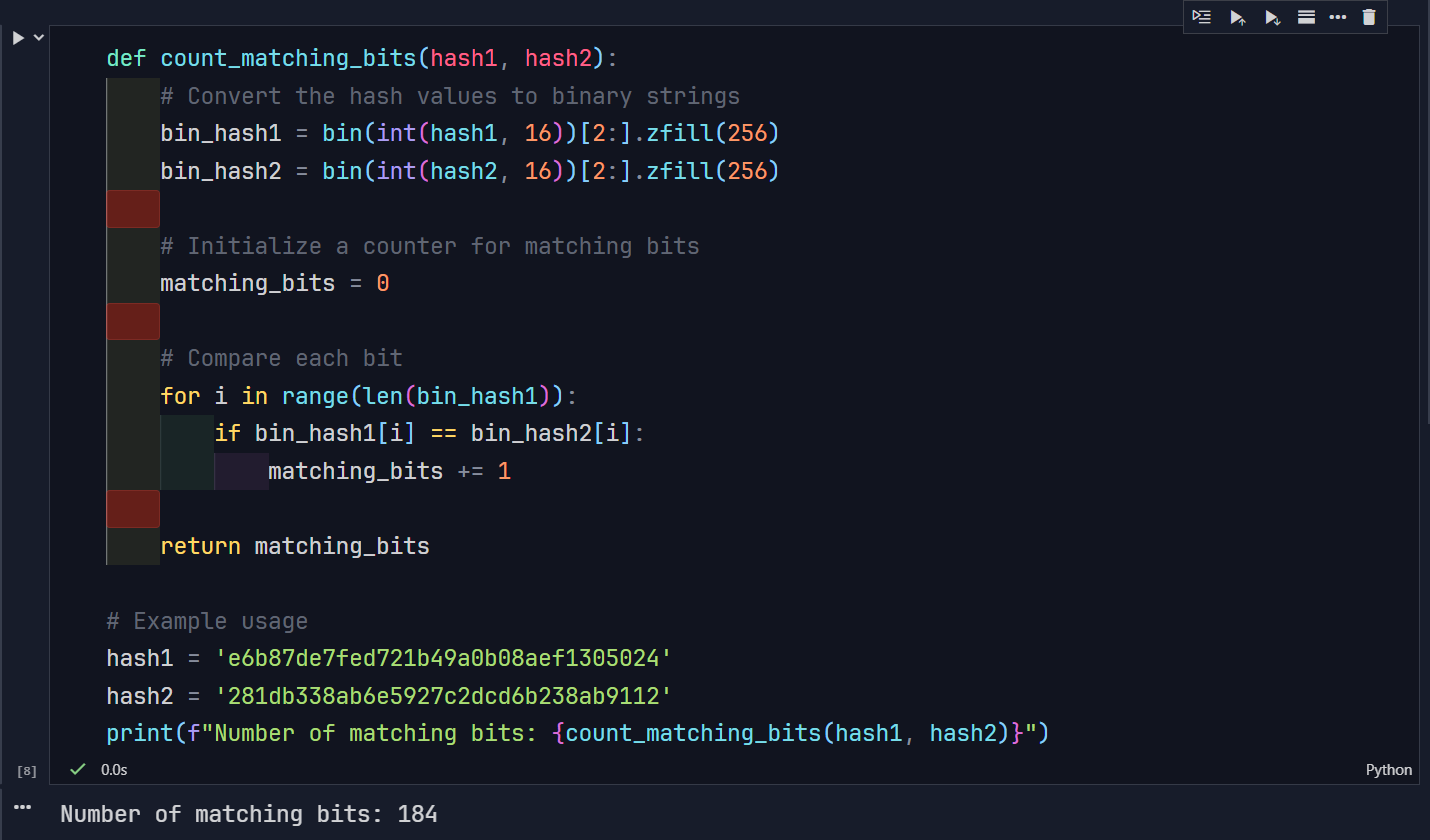 def count_matching_bits(hash1, hash2):
# Convert the hash values to binary strings
bin_hash1 = bin(int(hash1, 16))[2:].zfill(256)
bin_hash2 = bin(int(hash2, 16))[2:].zfill(256)
# Initialize a counter for matching bits
matching_bits = 0
# Compare each bit
for i in range(len(bin_hash1)):
if bin_hash1[i] == bin_hash2[i]:
matching_bits += 1
return matching_bits
# Example usage
hash1 = 'e6b87de7fed721b49a0b08aef1305024'
hash2 = '281db338ab6e5927c2dcd6b238ab9112'
print(f"Number of matching bits: {count_matching_bits(hash1, hash2)}")
[8] 0.0s Python
Number of matching bits: 184